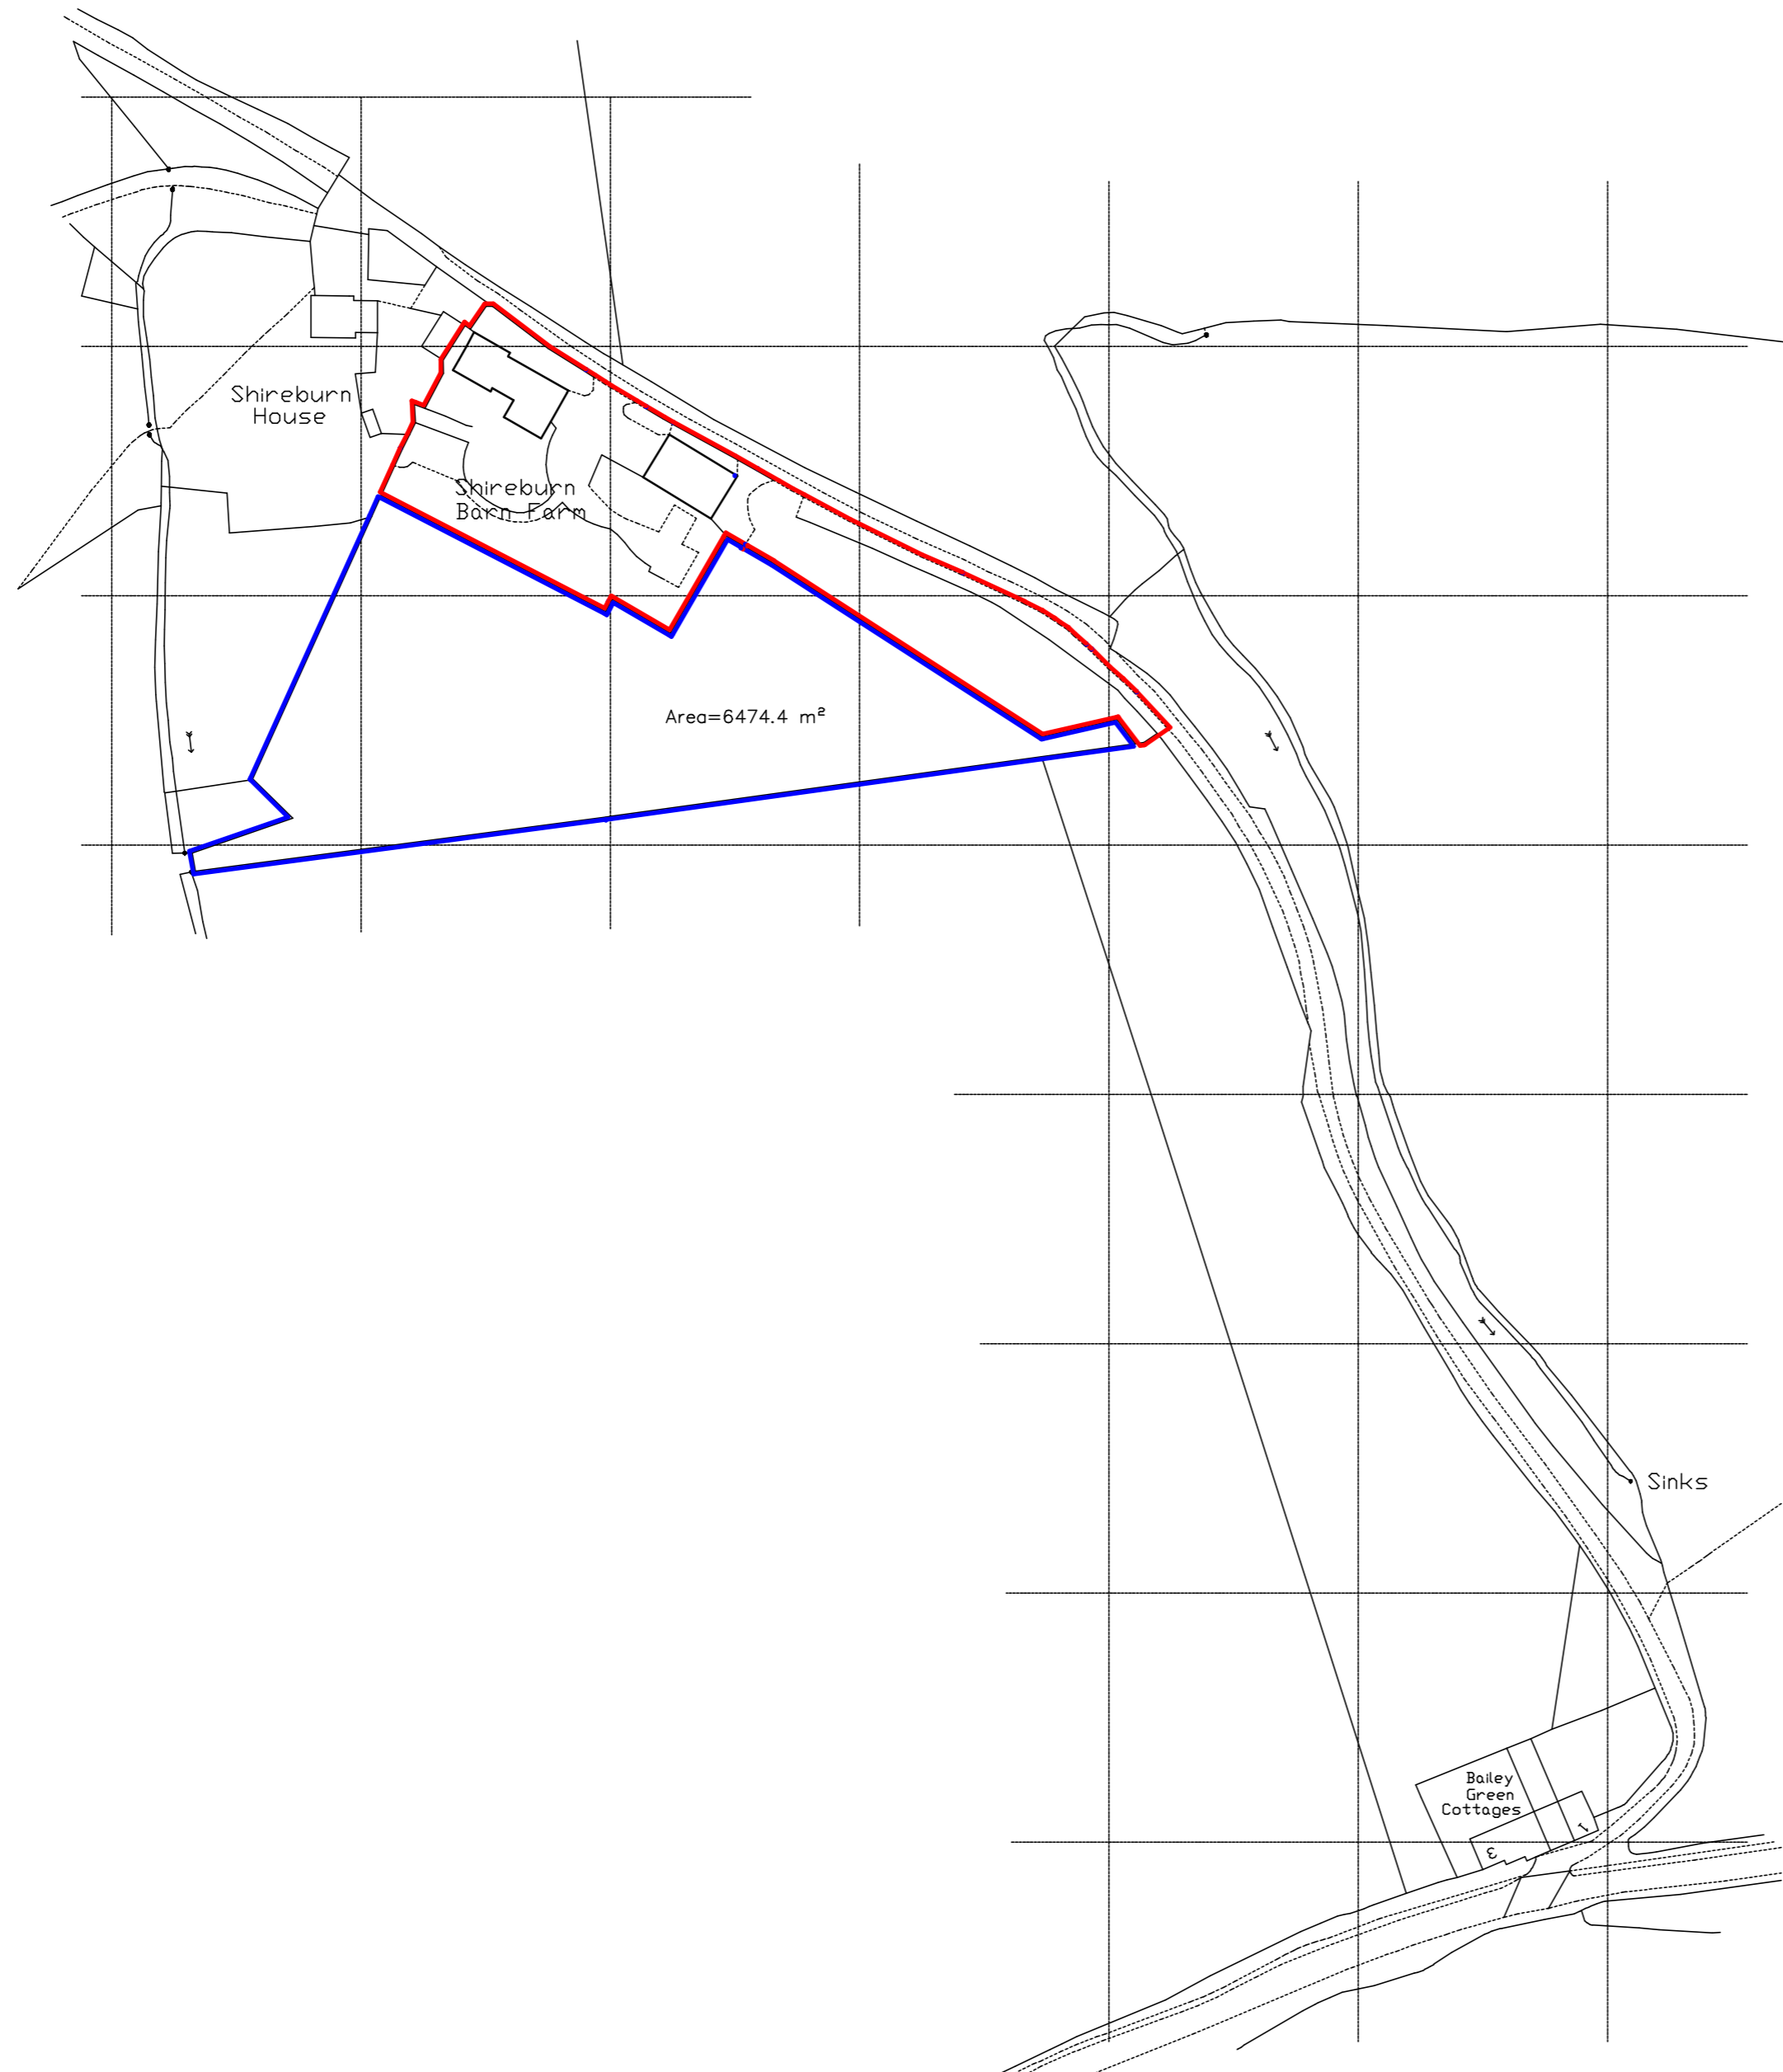 Shireburn
House
Shireburn
Barn Farm
Area=6474.4 m²
Sinks
Bailey
Green
Cottages
1
3